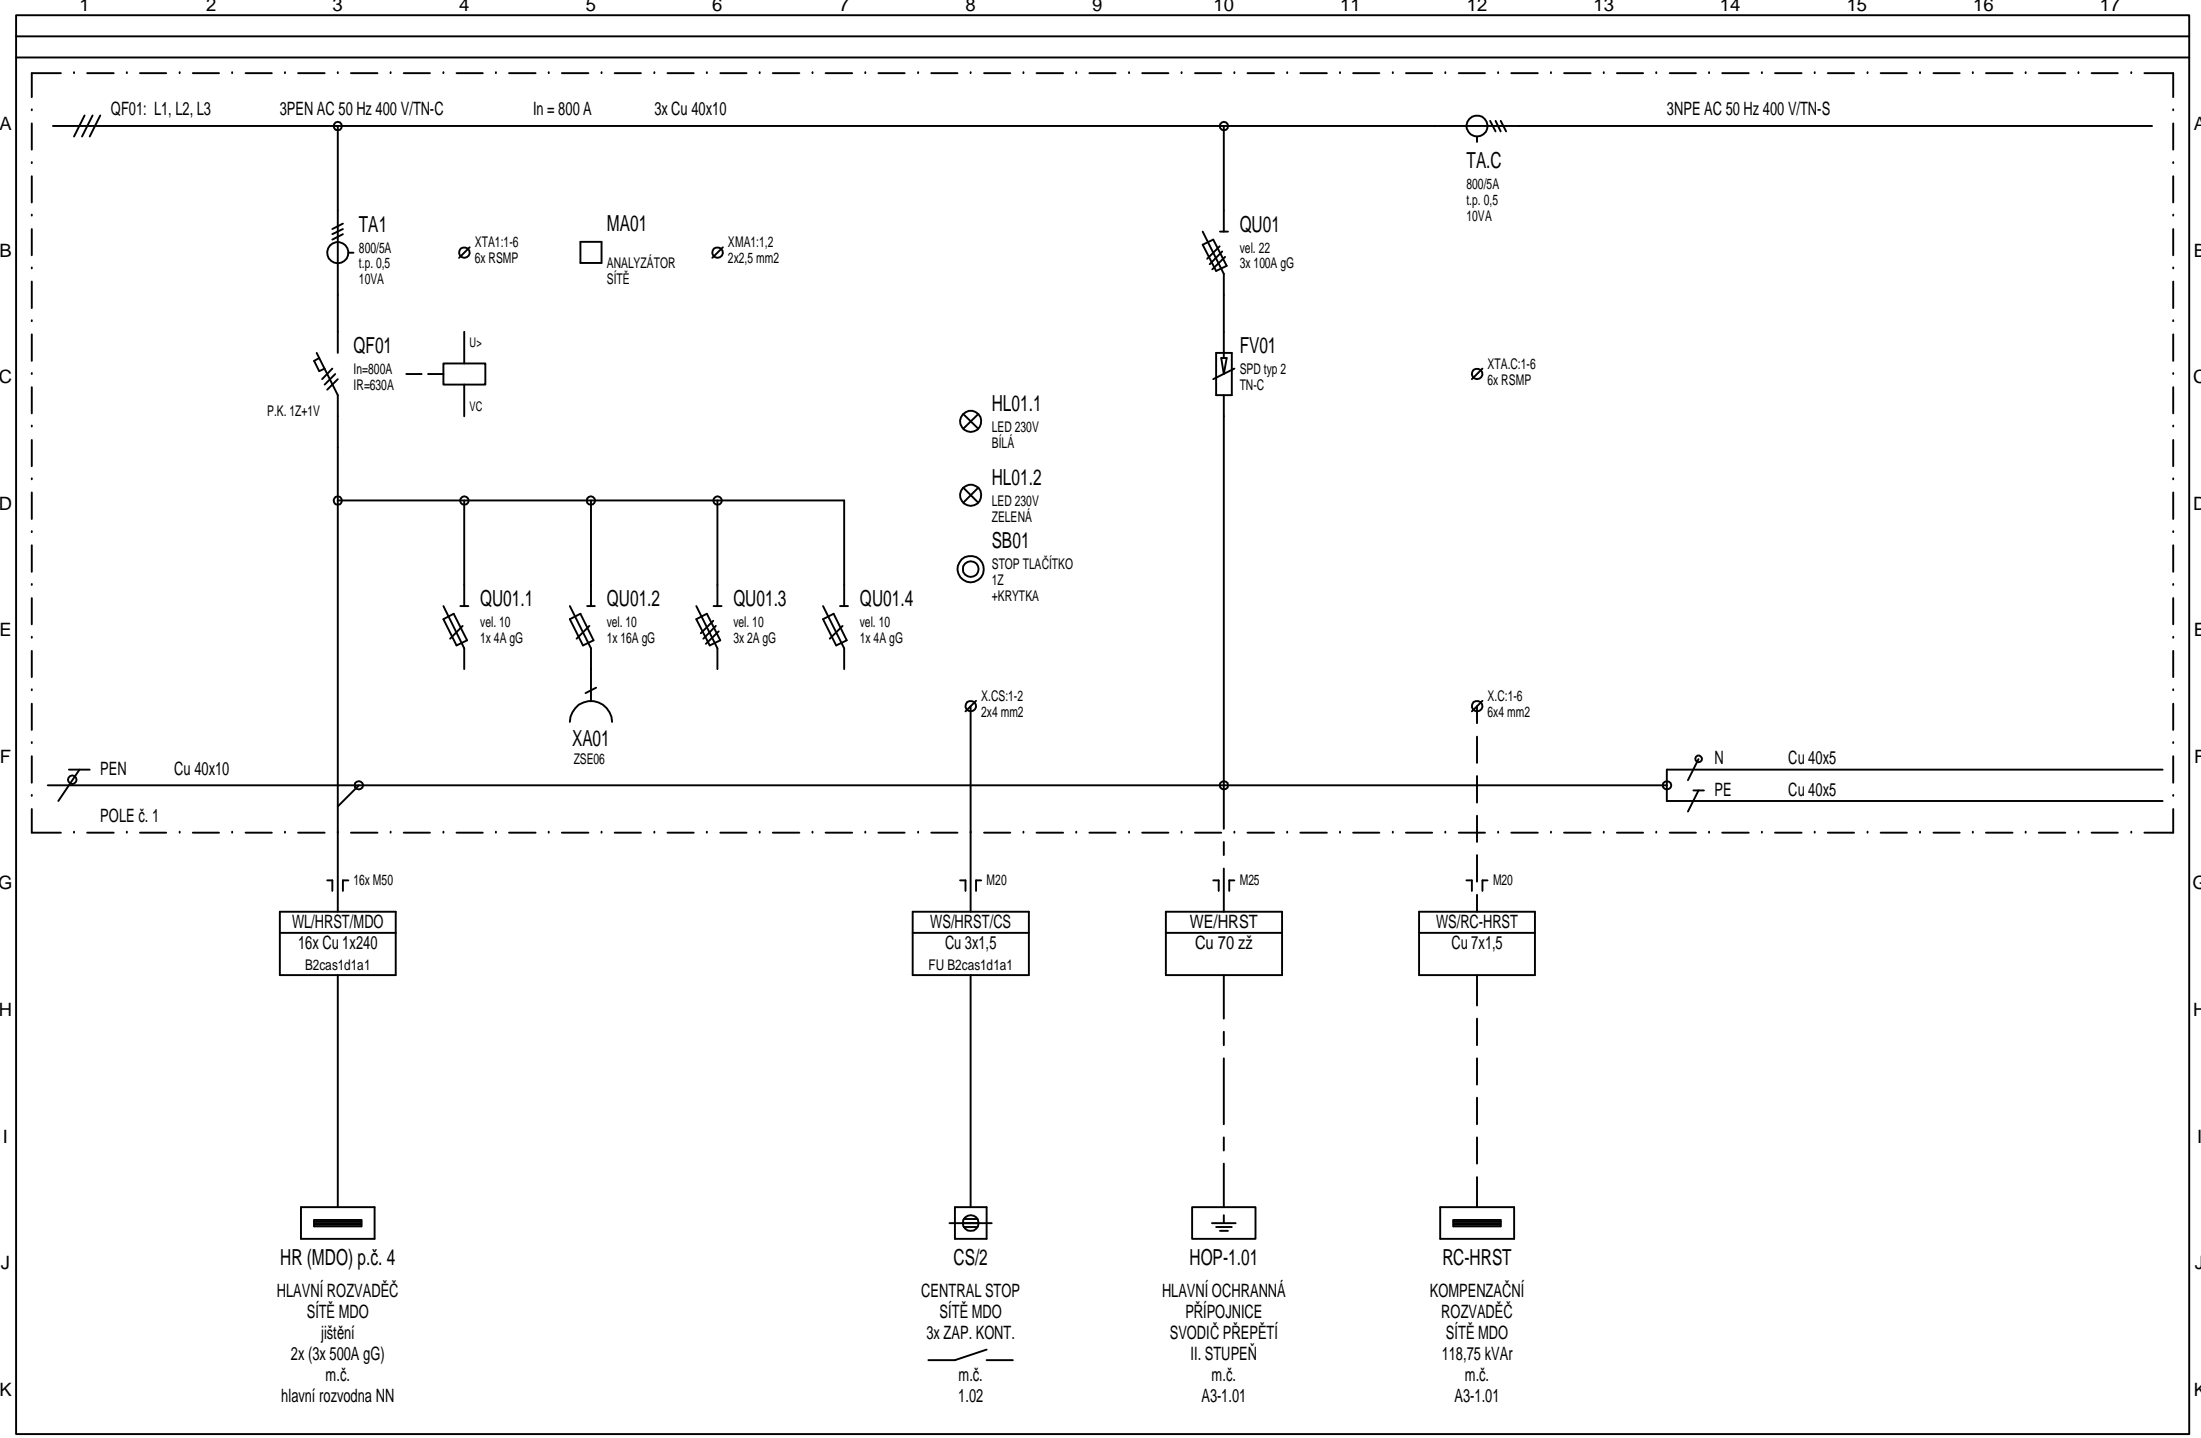 1 2 3 4 5 6 7 8 9 10 11 12 13 14 15 16 17
A A
QF01: L1, L2, L3 3PEN AC 50 Hz 400 V/TN-C In = 800 A 3x Cu 40x10 3NPE AC 50 Hz 400 V/TN-S
TA.C
800/5A
t.p. 0,5
10VA
B B
TA1
800/5A
t.p. 0,5
10VA
XTA1:1-6
6x RSMP
MA01
ANALYZÁTOR
SÍTĚ
XMA1:1,2
2x2,5 mm2
QU01
vel. 22
3x 100A gG
C C
QF01
In=800A
IR=630A
P.K. 1Z+1V
U>
VC
FV01
SPD typ 2
TN-C
XTA.C:1-6
6x RSMP
HL01.1
LED 230V
BÍLÁ
D D
HL01.2
LED 230V
ZELENÁ
SB01
STOP TLAČÍTKO
1Z
+KRYTKA
E E
QU01.1
vel. 10
1x 4A gG
QU01.2
vel. 10
1x 16A gG
QU01.3
vel. 10
3x 2A gG
QU01.4
vel. 10
1x 4A gG
XA01
ZSE06
X.CS:1-2
2x4 mm2
X.C:1-6
6x4 mm2
F F
PEN Cu 40x10
N Cu 40x5
PE Cu 40x5
POLE č. 1
G G
16x M50
M20
M25
M20
WL/HRST/MDO
16x Cu 1x240
B2cas1d1a1
WS/HRST/CS
Cu 3x1,5
FU B2cas1d1a1
WE/HRST
Cu 70 zž
WS/RC-HRST
Cu 7x1,5
H H
I I
J J
HR (MDO) p.č. 4
HLAVNÍ ROZVADĚČ
SÍTĚ MDO
jištění
2x (3x 500A gG)
m.č.
hlavní rozvodna NN
CS/2
CENTRAL STOP
SÍTĚ MDO
3x ZAP. KONT.
m.č.
1.02
HOP-1.01
HLAVNÍ OCHRANNÁ
PŘÍPOJNICE
SVODIČ PŘEPĚTÍ
II. STUPEŇ
m.č.
A3-1.01
RC-HRST
KOMPENZAČNÍ
ROZVADĚČ
SÍTĚ MDO
118,75 kVAr
m.č.
A3-1.01
K K